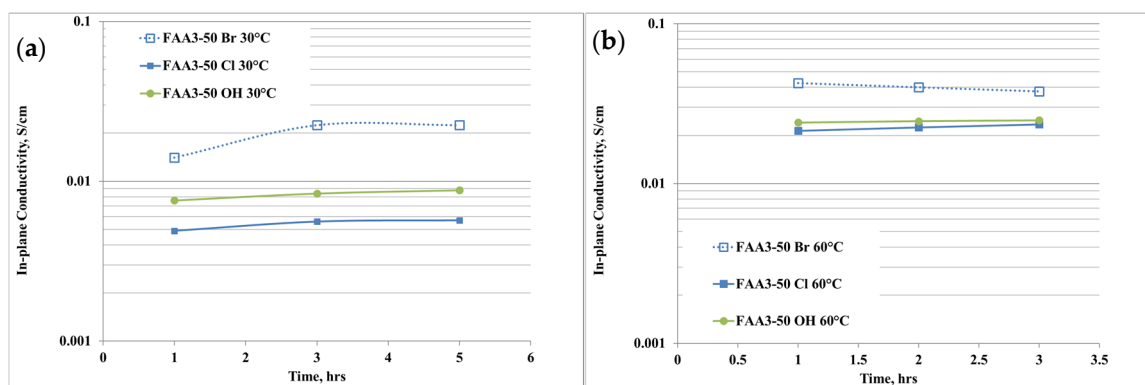 (a)
FAA3-50 Br 30°C
FAA3-50 Cl 30°C
FAA3-50 OH 30°C
In-plane Conductivity, S/cm
0.1
0.01
0.001
0 1 2 3 4 5 6
Time, hrs
(b)
FAA3-50 Br 60°C
FAA3-50 Cl 60°C
FAA3-50 OH 60°C
In-plane Conductivity, S/cm
0.1
0.01
0.001
0 0.5 1 1.5 2 2.5 3 3.5
Time, hrs